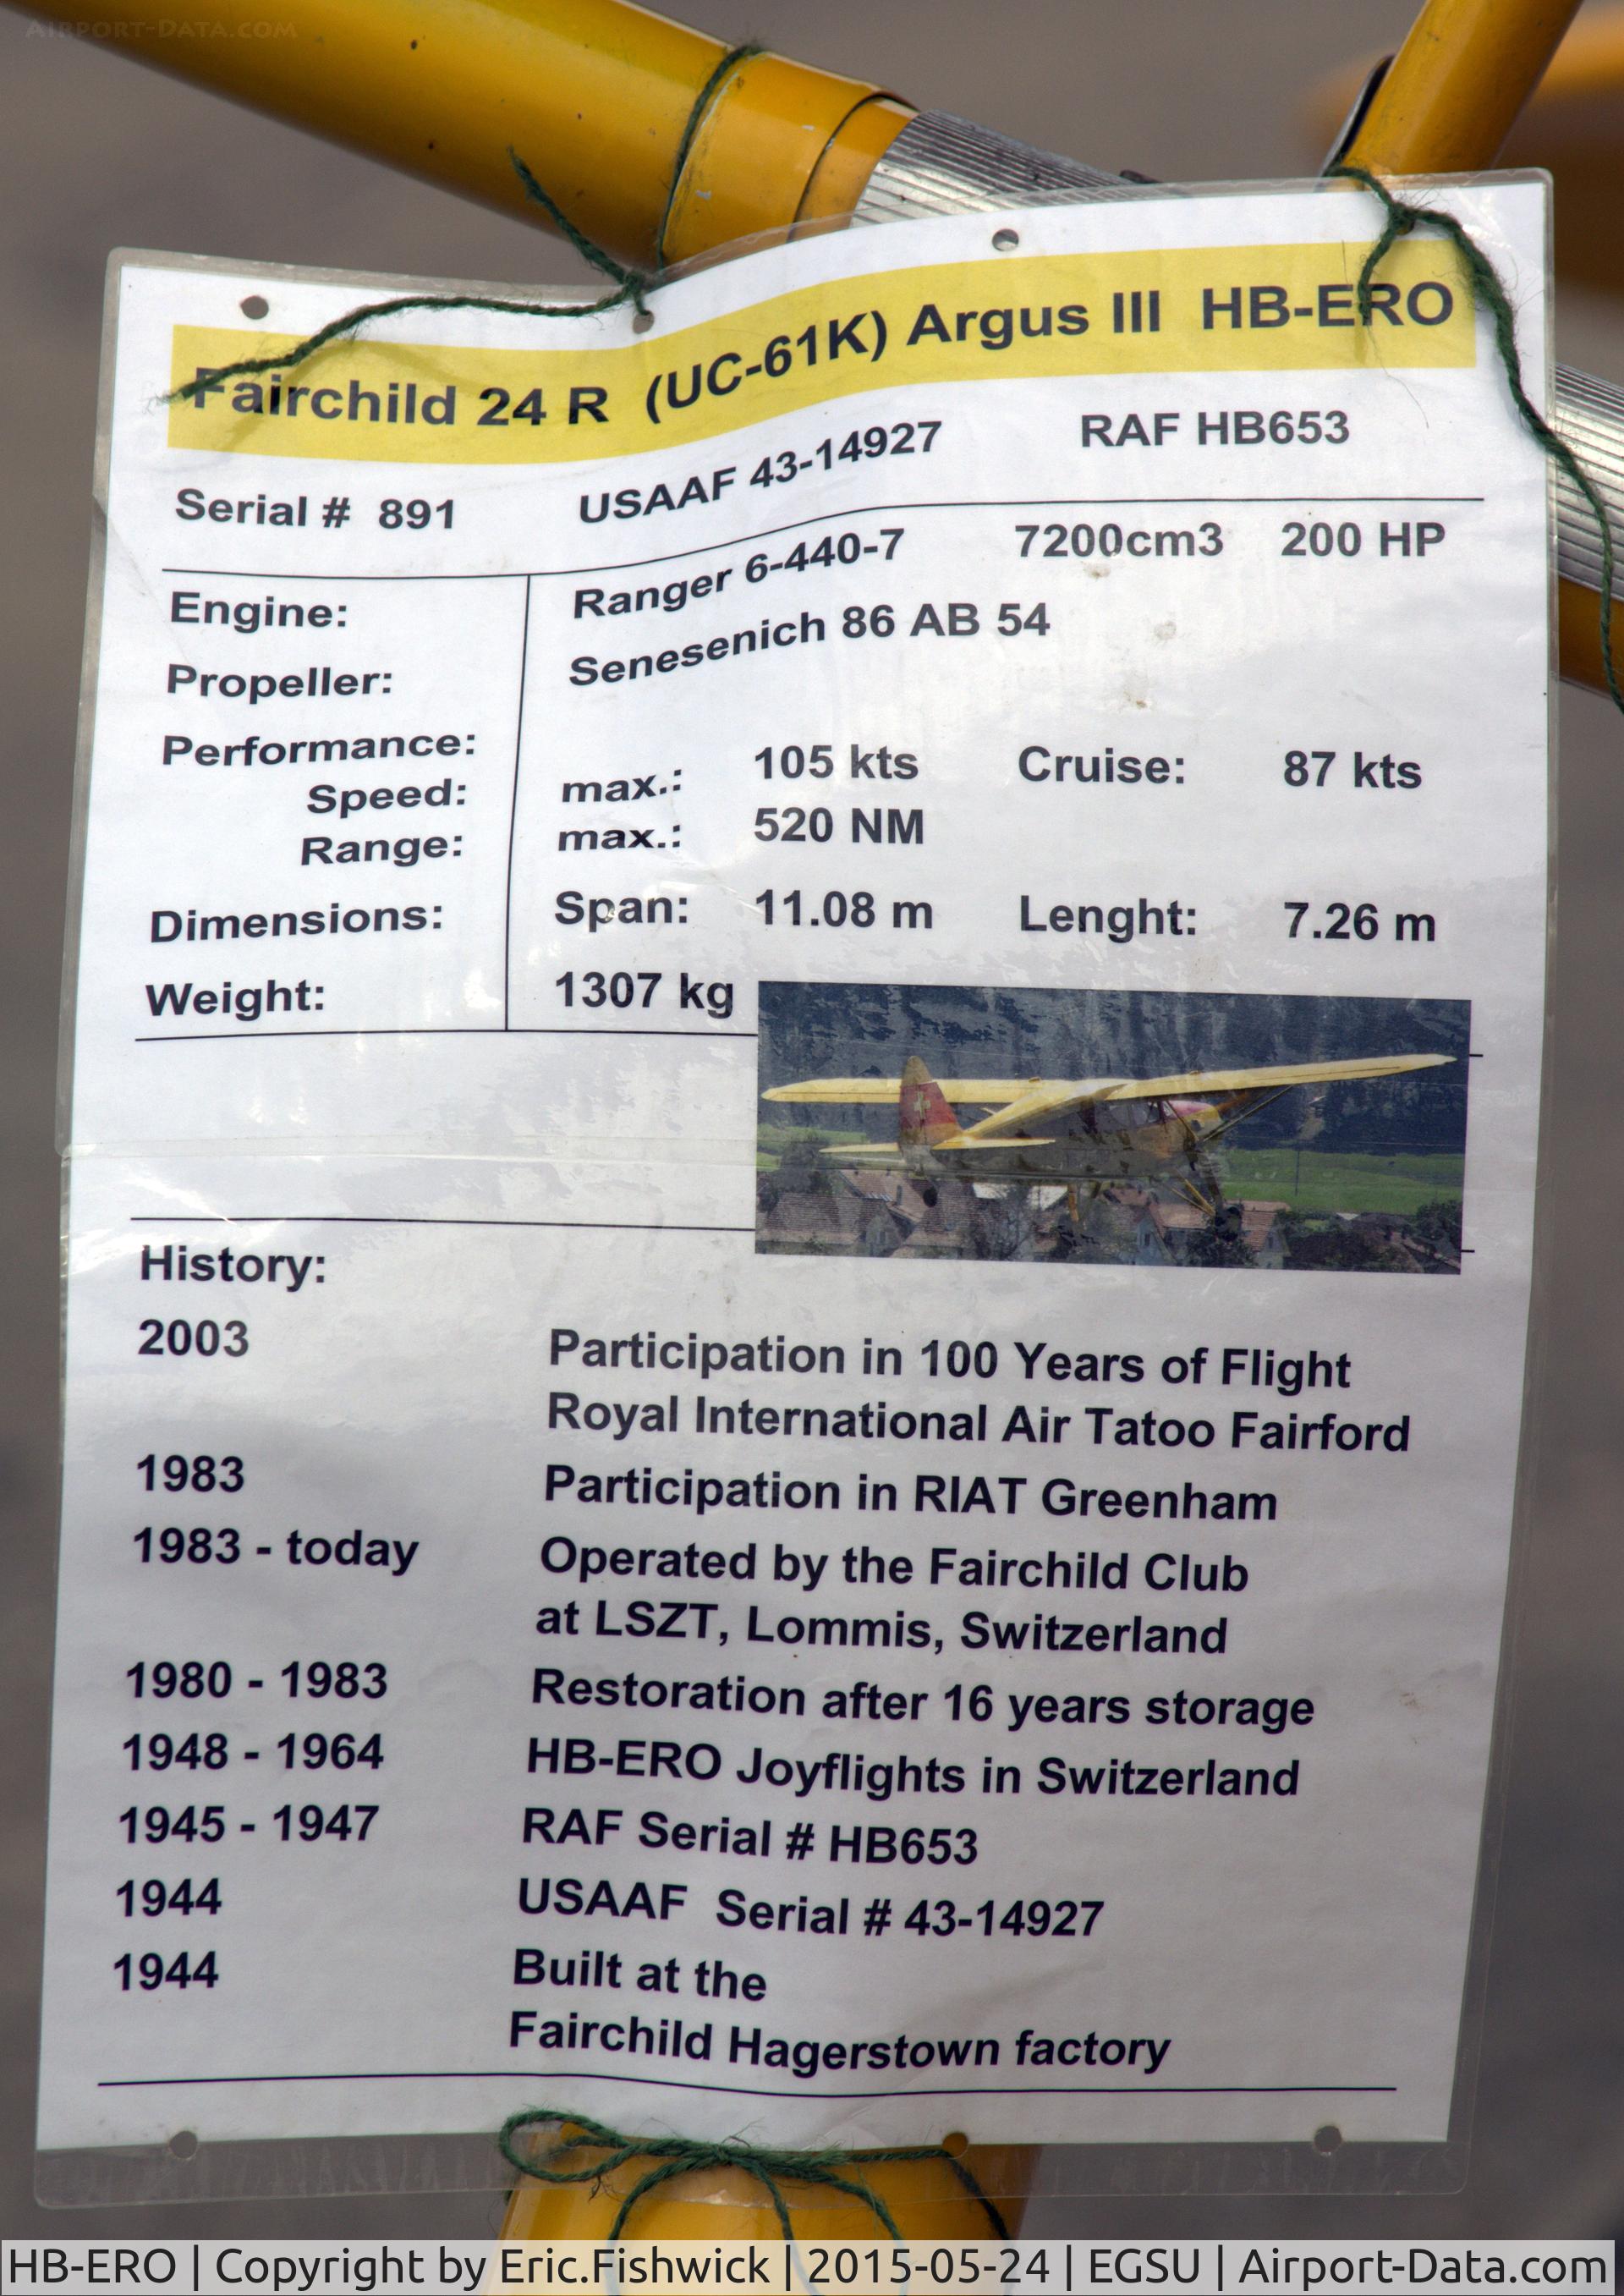 AIRPORT-DATA.COM
Fairchild 24 R (UC-61K) Argus III HB-ERO
Serial # 891 USAAF 43-14927 RAF HB653
Engine: Ranger 6-440-7 7200cm3 200 HP
Propeller: Senesenich 86 AB 54
Performance:
Speed: max.: 105 kts Cruise: 87 kts
Range: max.: 520 NM
Dimensions: Span: 11.08 m Lenght: 7.26 m
Weight: 1307 kg
History:
2003 Participation in 100 Years of Flight
Royal International Air Tatoo Fairford
1983 Participation in RIAT Greenham
1983 - today Operated by the Fairchild Club
at LSZT, Lommis, Switzerland
1980 - 1983 Restoration after 16 years storage
1948 - 1964 HB-ERO Joyflights in Switzerland
1945 - 1947 RAF Serial # HB653
1944 USAAF Serial # 43-14927
1944 Built at the
Fairchild Hagerstown factory
HB-ERO | Copyright by Eric.Fishwick | 2015-05-24 | EGSU | Airport-Data.com